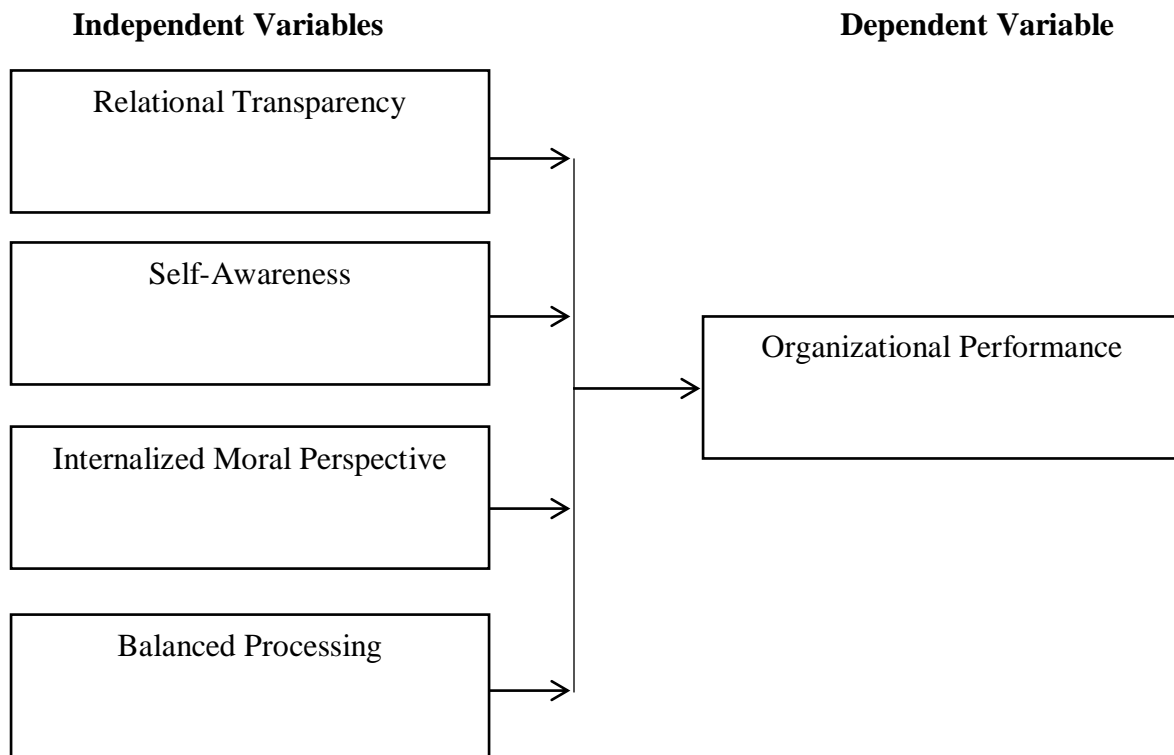 Independent Variables
Dependent Variable
Relational Transparency
Self-Awareness
Organizational Performance
Internalized Moral Perspective
Balanced Processing